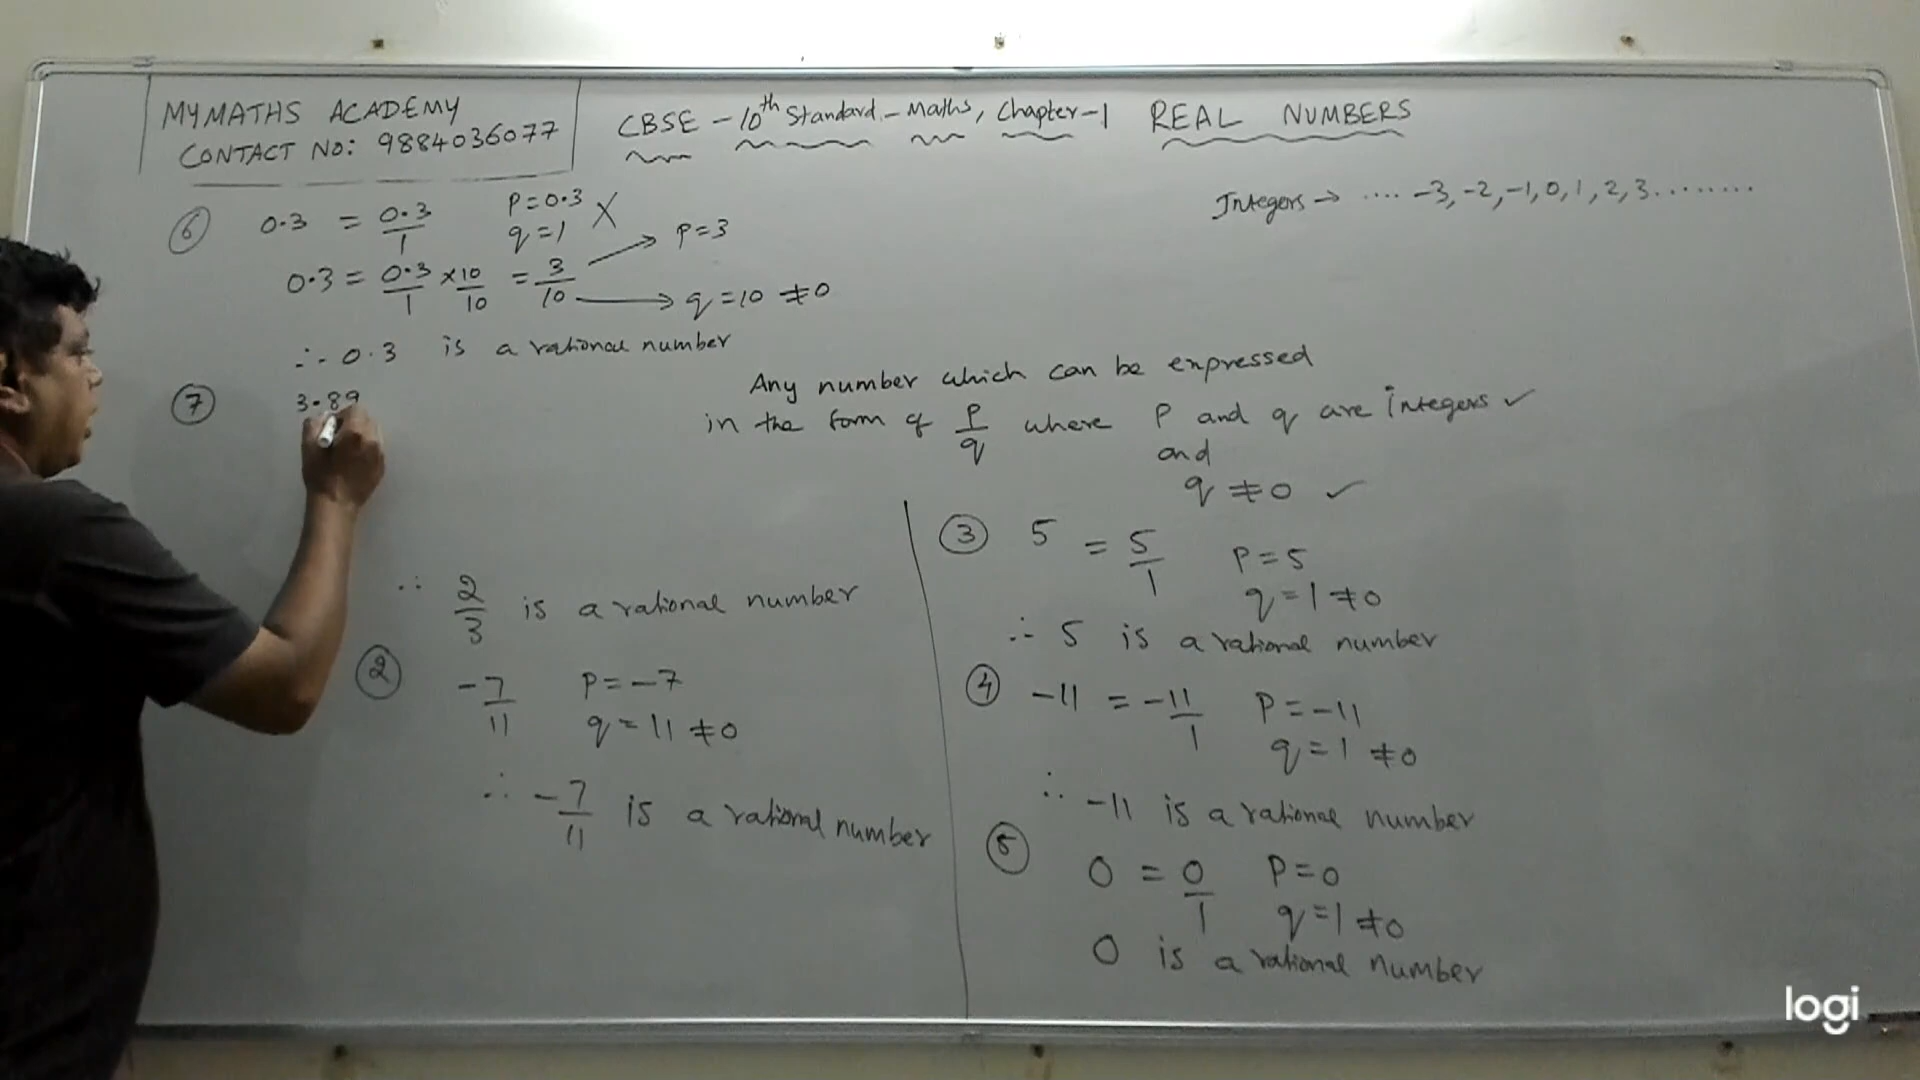 MYMATHS ACADEMY
CONTACT NO: 9884036077
CBSE - 10th Standard - Maths, Chapter-1 REAL NUMBERS
Integers → .... -3, -2, -1, 0, 1, 2, 3........
⑥ 0.3 = 0.3/1 P=0.3 q=1 X
0.3 = 0.3/1 × 10/10 = 3/10 → P=3
→ q=10 ≠0
∴ 0.3 is a rational number
⑦ 3.89
Any number which can be expressed
in the form of P/q where P and q are integers ✓
and
q ≠0 ✓
∴ 2/3 is a rational number
② -7/11 P=-7
q=11 ≠0
∴ -7/11 is a rational number
③ 5 = 5/1 P=5
q=1 ≠0
∴ 5 is a rational number
④ -11 = -11/1 P=-11
q=1 ≠0
∴ -11 is a rational number
⑤ 0 = 0/1 P=0
q=1 ≠0
0 is a rational number
logi